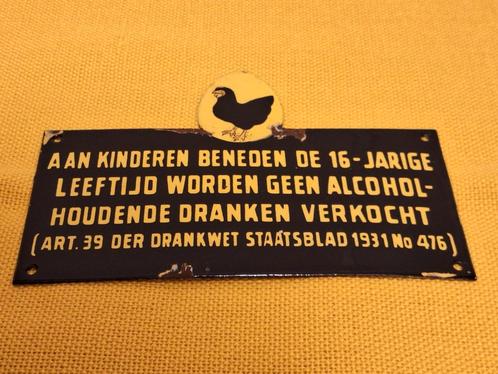 AAN KINDEREN BENEDEN DE 16-JARIGE
LEEFTIJD WORDEN GEEN ALCOHOL-
HOUDENDE DRANKEN VERKOCHT
(ART. 39 DER DRANKWET STAATSBLAD 1931 No 476)